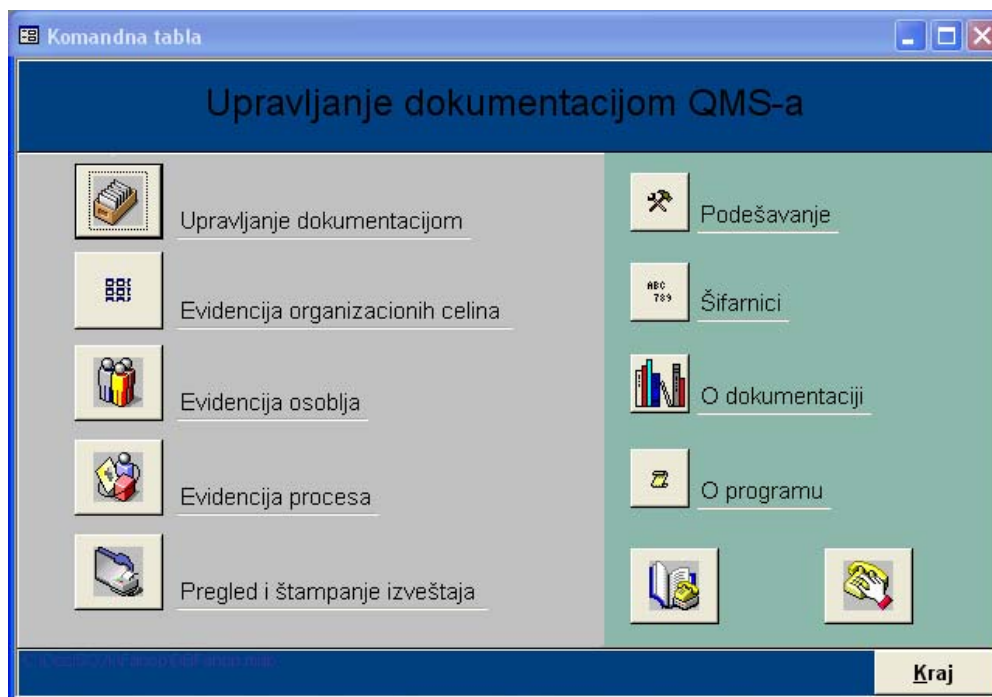 Komandna tabla
Upravljanje dokumentacijom QMS-a
Upravljanje dokumentacijom
Evidencija organizacionih celina
Evidencija osoblja
Evidencija procesa
Pregled i štampanje izveštaja
Podešavanje
ABC
789
Šifarnici
O dokumentaciji
O programu
Kraj